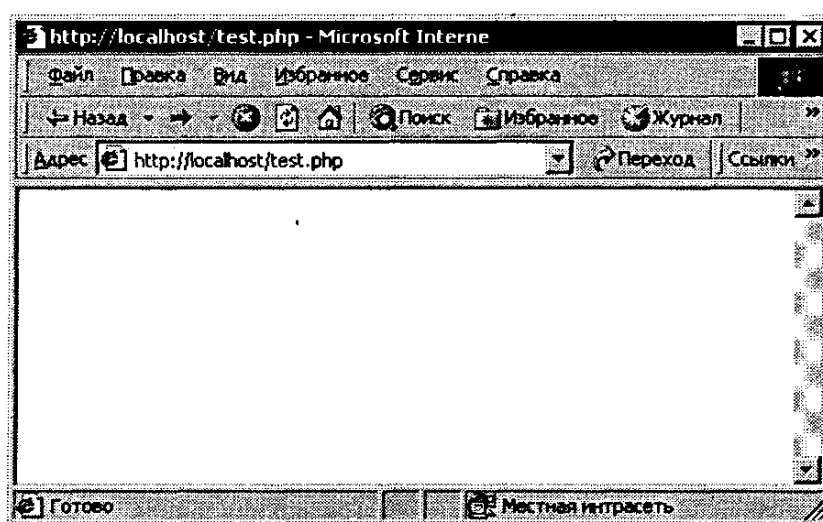 http://localhost/test.php - Microsoft Interne
Файл Правка Вид Избранное Сервис Справка
Назад Поиск Избранное Журнал »
Адрес http://localhost/test.php Переход Ссылки »
Готово Местная интрасеть